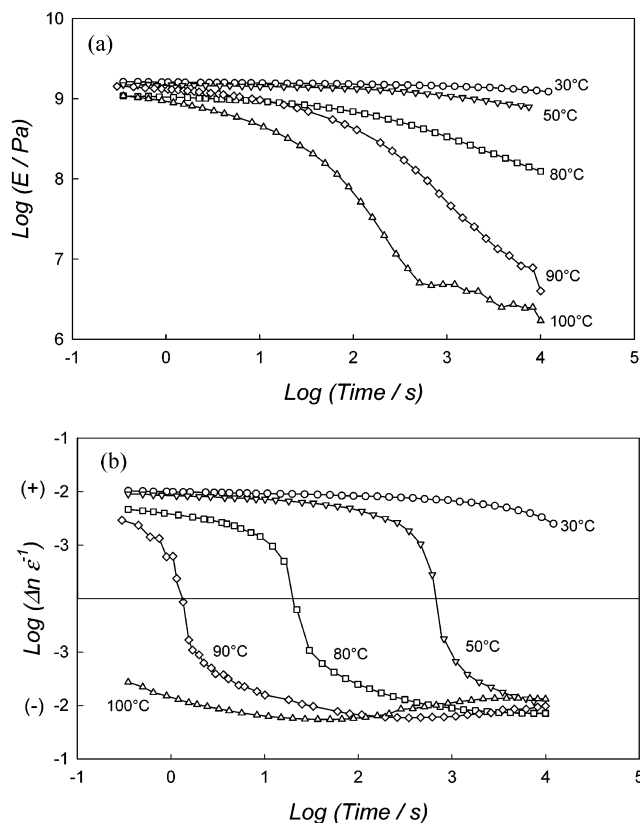 (a)
10
9
8
7
6
Log (E / Pa)
30°C
50°C
80°C
90°C
100°C
-1 0 1 2 3 4 5
Log (Time / s)
(b)
-1
(+) -2
-3
-3
(-) -2
-1
Log (Δn ε⁻¹)
30°C
50°C
80°C
90°C
100°C
-1 0 1 2 3 4 5
Log (Time / s)